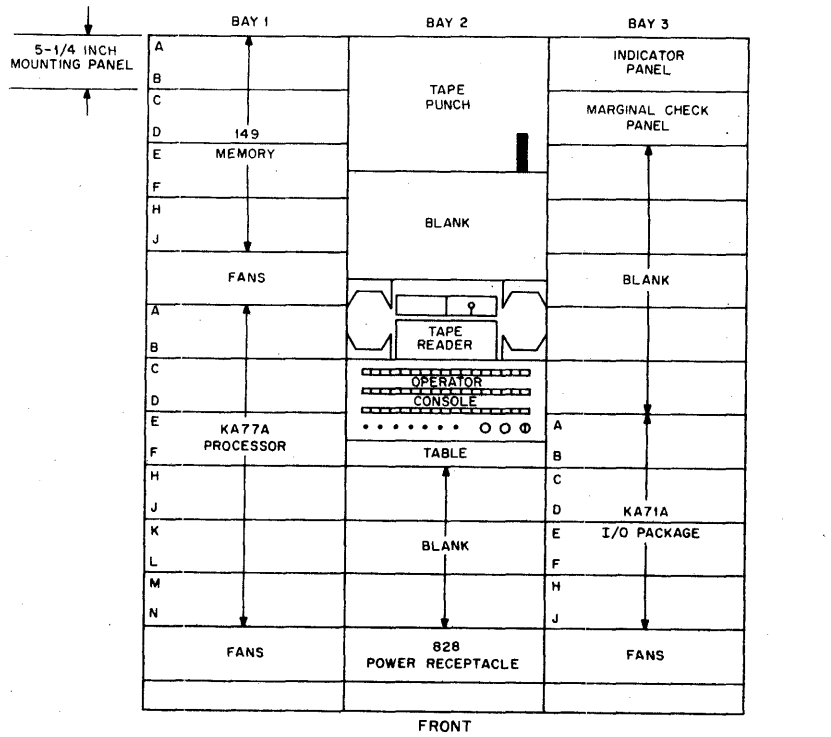 BAY 1
BAY 2
BAY 3
5-1/4 INCH
MOUNTING PANEL
A
B
C
D
E
F
H
J
149
MEMORY
FANS
A
B
C
D
E
F
H
J
K
L
M
N
KA77A
PROCESSOR
FANS
TAPE
PUNCH
BLANK
TAPE
READER
OPERATOR
CONSOLE
TABLE
BLANK
828
POWER RECEPTACLE
INDICATOR
PANEL
MARGINAL CHECK
PANEL
BLANK
A
B
C
D
E
F
H
J
KA71A
I/O PACKAGE
FANS
FRONT